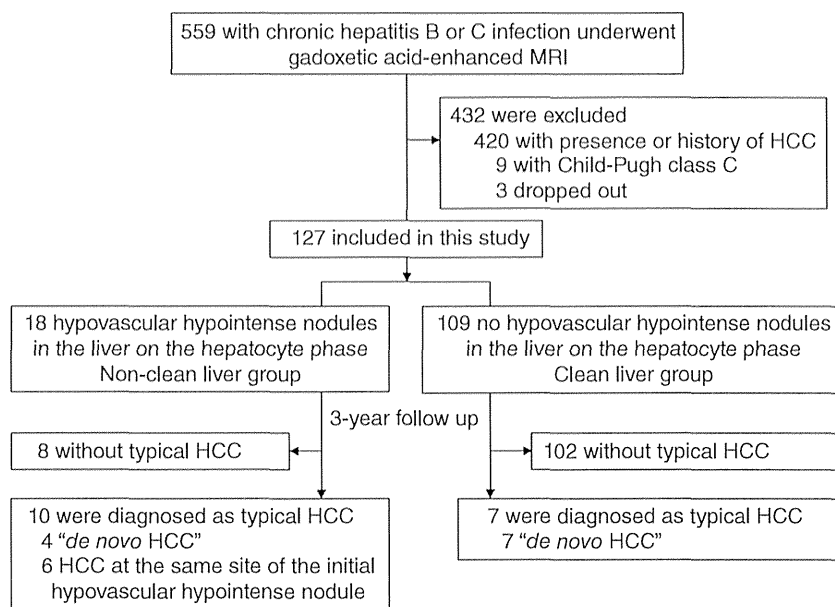 559 with chronic hepatitis B or C infection underwent
gadoxetic acid-enhanced MRI
432 were excluded
420 with presence or history of HCC
9 with Child-Pugh class C
3 dropped out
127 included in this study
18 hypovascular hypointense nodules
in the liver on the hepatocyte phase
Non-clean liver group
109 no hypovascular hypointense nodules
in the liver on the hepatocyte phase
Clean liver group
3-year follow up
8 without typical HCC
102 without typical HCC
10 were diagnosed as typical HCC
4 “de novo HCC”
6 HCC at the same site of the initial
hypovascular hypointense nodule
7 were diagnosed as typical HCC
7 “de novo HCC”